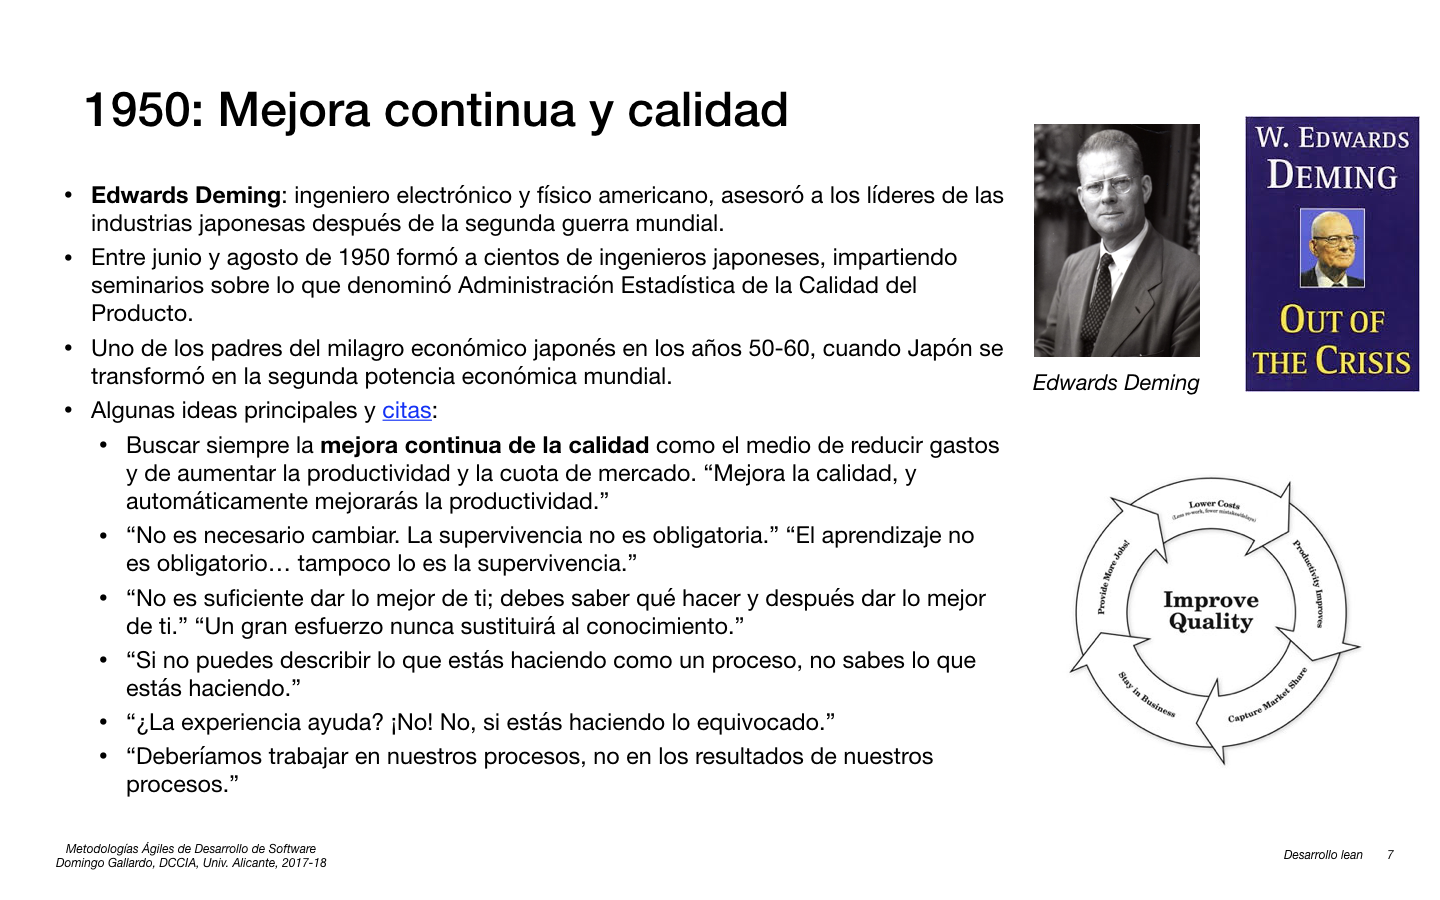 1950: Mejora continua y calidad
• Edwards Deming: ingeniero electrónico y físico americano, asesoró a los líderes de las
industrias japonesas después de la segunda guerra mundial.
• Entre junio y agosto de 1950 formó a cientos de ingenieros japoneses, impartiendo
seminarios sobre lo que denominó Administración Estadística de la Calidad del
Producto.
• Uno de los padres del milagro económico japonés en los años 50-60, cuando Japón se
transformó en la segunda potencia económica mundial.
• Algunas ideas principales y citas:
• Buscar siempre la mejora continua de la calidad como el medio de reducir gastos
y de aumentar la productividad y la cuota de mercado. “Mejora la calidad, y
automáticamente mejorarás la productividad.”
• “No es necesario cambiar. La supervivencia no es obligatoria.” “El aprendizaje no
es obligatorio… tampoco lo es la supervivencia.”
• “No es suficiente dar lo mejor de ti; debes saber qué hacer y después dar lo mejor
de ti.” “Un gran esfuerzo nunca sustituirá al conocimiento.”
• “Si no puedes describir lo que estás haciendo como un proceso, no sabes lo que
estás haciendo.”
• “¿La experiencia ayuda? ¡No! No, si estás haciendo lo equivocado.”
• “Deberíamos trabajar en nuestros procesos, no en los resultados de nuestros
procesos.”
Edwards Deming
W. EDWARDS
DEMING
OUT OF
THE CRISIS
Lower Costs
(Less re-work, fewer mistakes/delays)
Productivity Improves
Capture Market Share
Stay in Business
Provide More Jobs!
Improve
Quality
Metodologías Ágiles de Desarrollo de Software
Domingo Gallardo, DCCIA, Univ. Alicante, 2017-18
Desarrollo lean 7